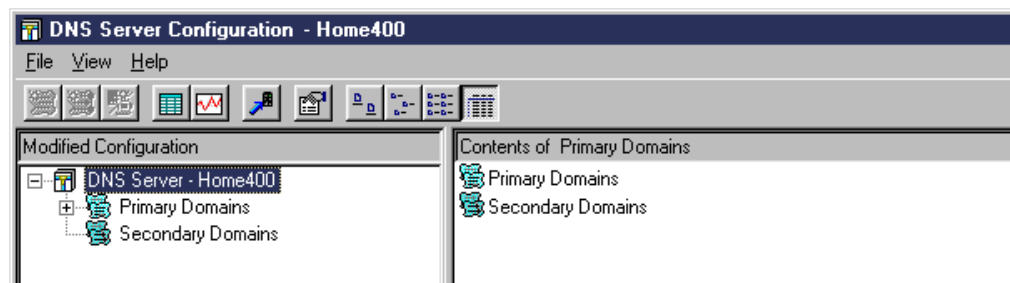 DNS Server Configuration - Home400
File View Help
Modified Configuration
DNS Server - Home400
Primary Domains
Secondary Domains
Contents of Primary Domains
Primary Domains
Secondary Domains